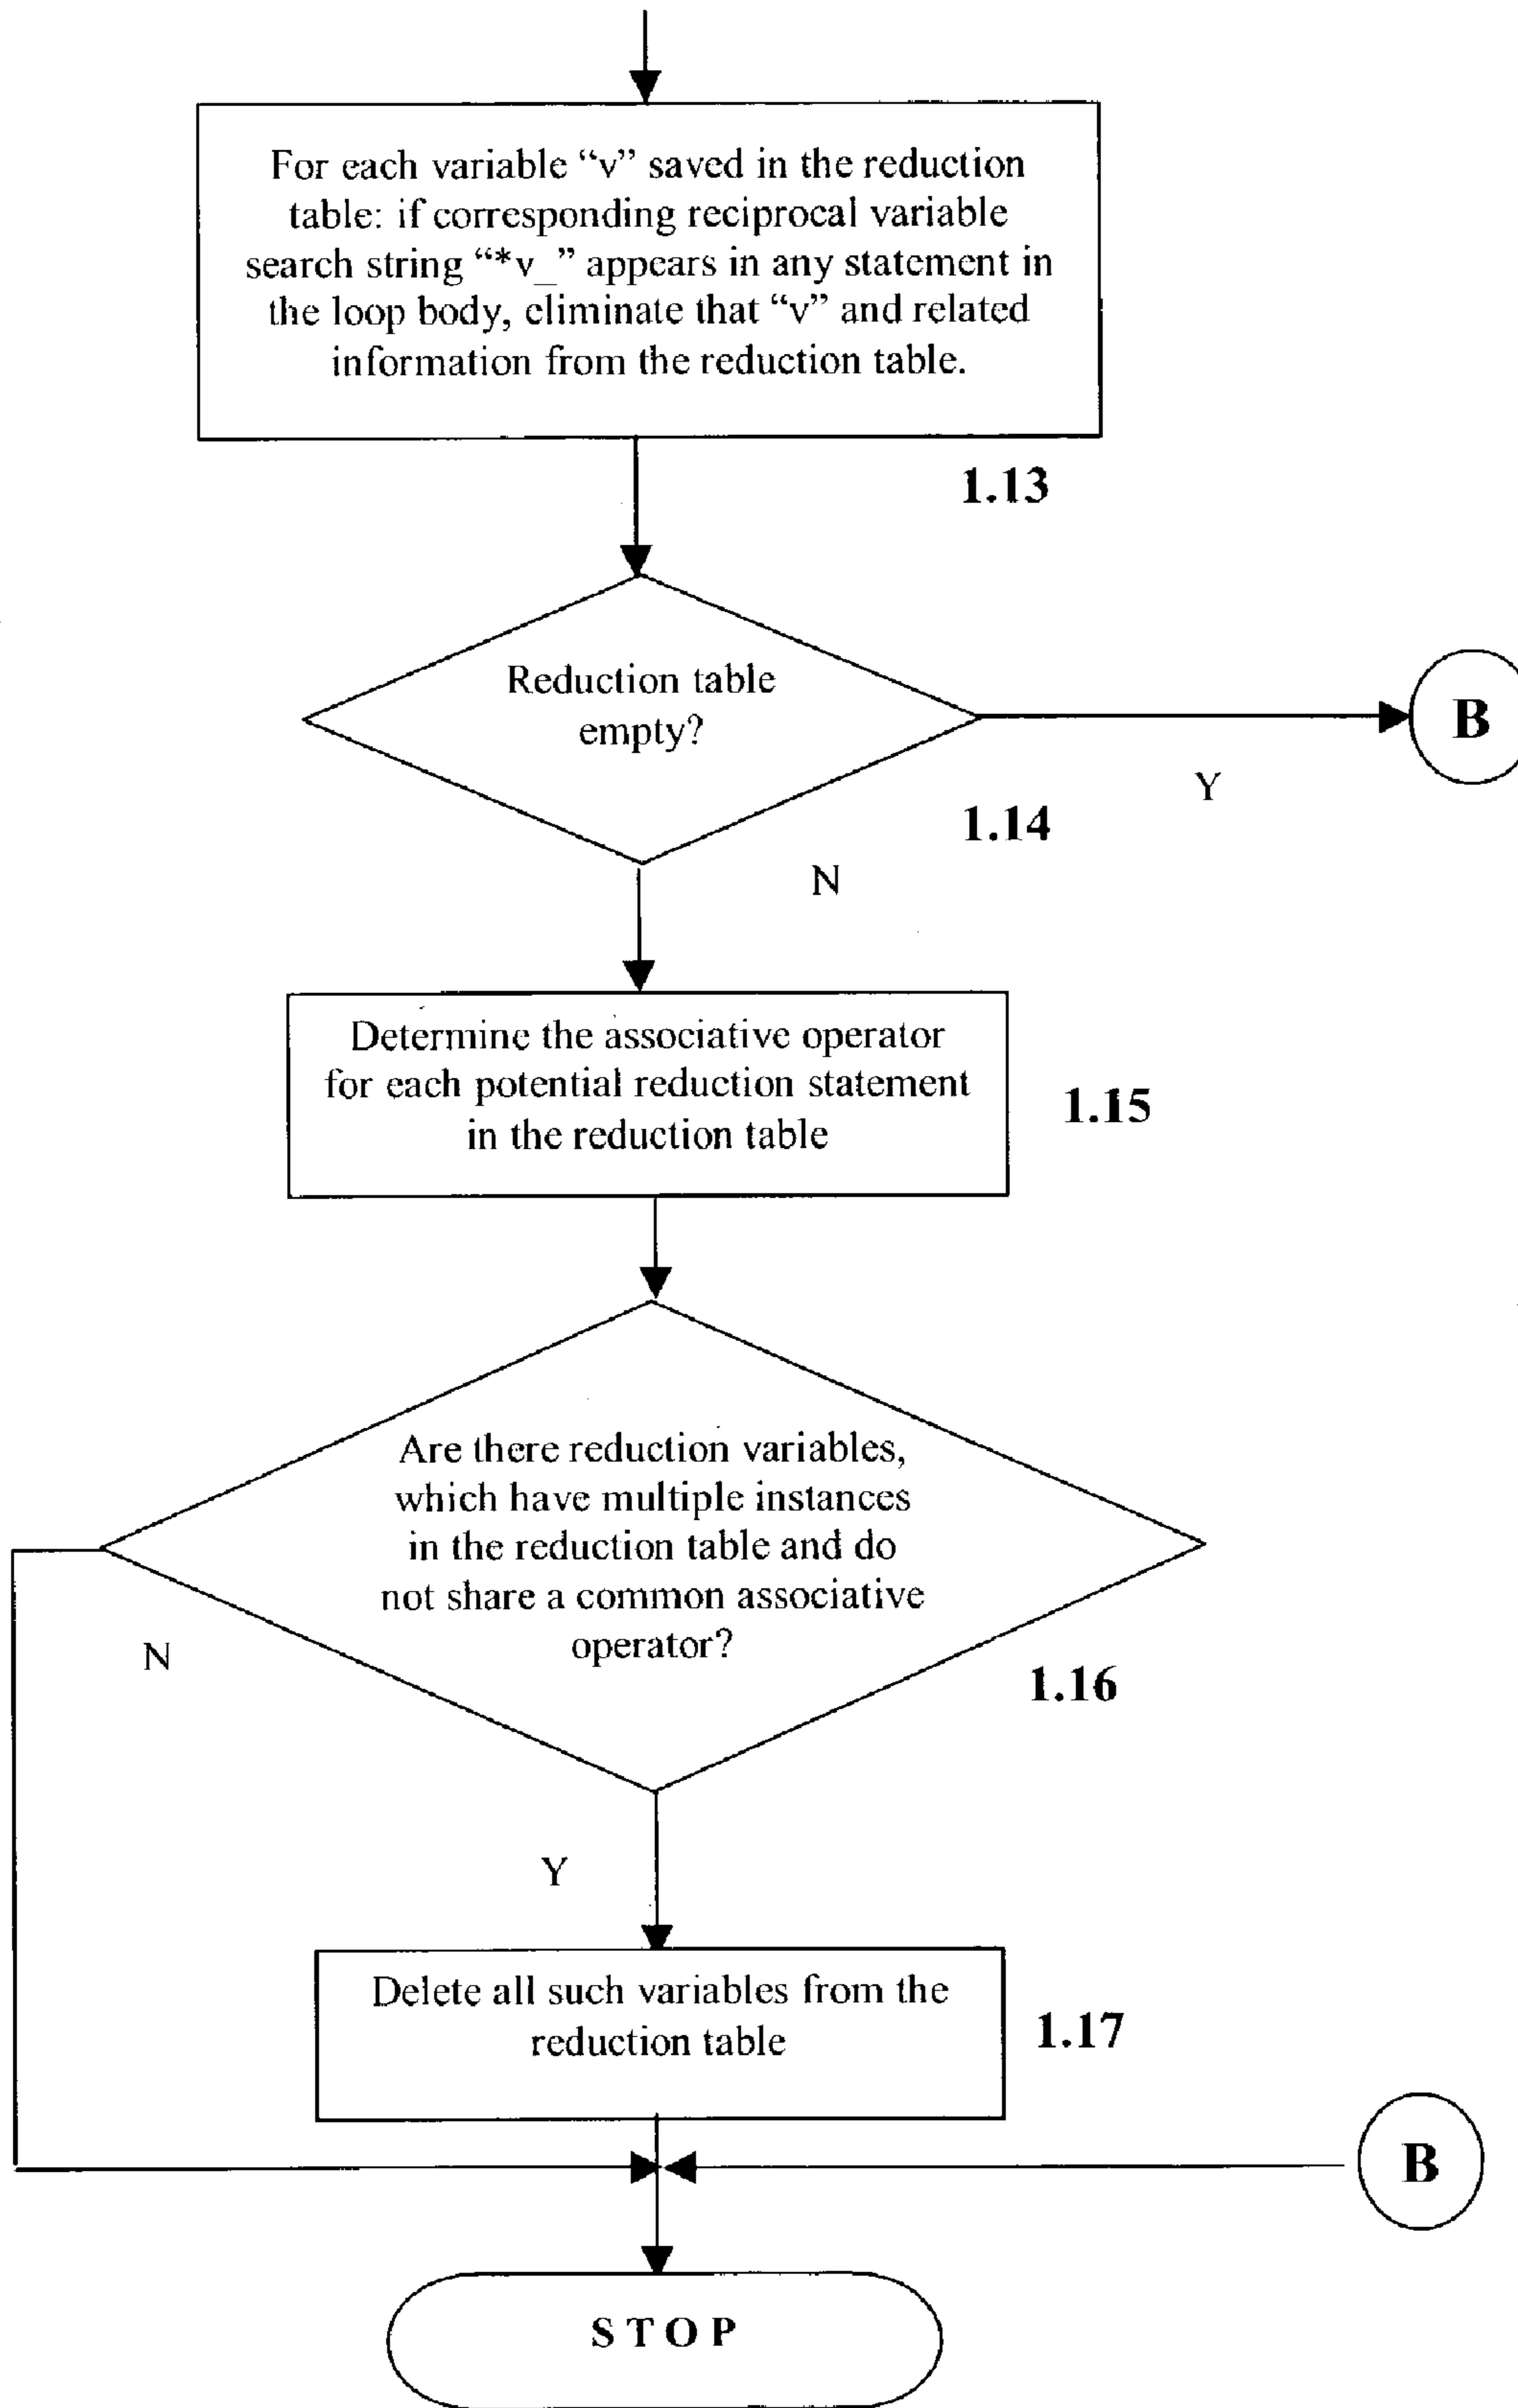 For each variable “v” saved in the reduction
table: if corresponding reciprocal variable
search string “*v_” appears in any statement in
the loop body, eliminate that “v” and related
information from the reduction table.
1.13
Reduction table
empty?
B
Y
1.14
N
Determine the associative operator
for each potential reduction statement
in the reduction table
1.15
Are there reduction variables,
which have multiple instances
in the reduction table and do
not share a common associative
operator?
N
1.16
Y
Delete all such variables from the
reduction table
1.17
B
STOP